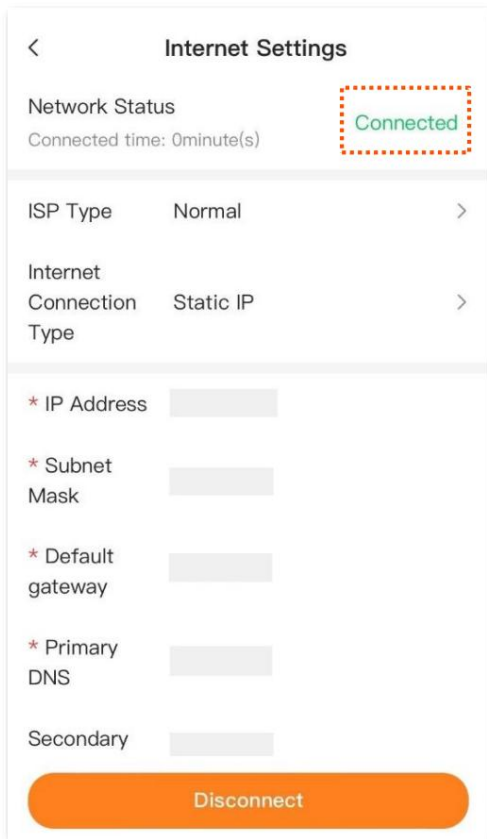 Internet Settings
Network Status
Connected
Connected time: 0minute(s)
ISP Type Normal
Internet
Connection Static IP
Type
* IP Address
* Subnet
Mask
* Default
gateway
* Primary
DNS
Secondary
Disconnect